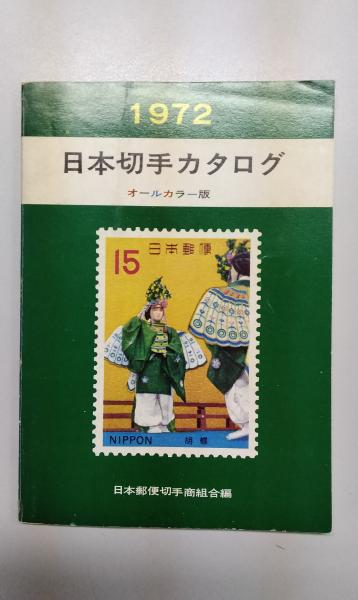 1972
日本切手カタログ
オールカラー版
15 日本郵便
NIPPON 胡蝶
日本郵便切手商組合編